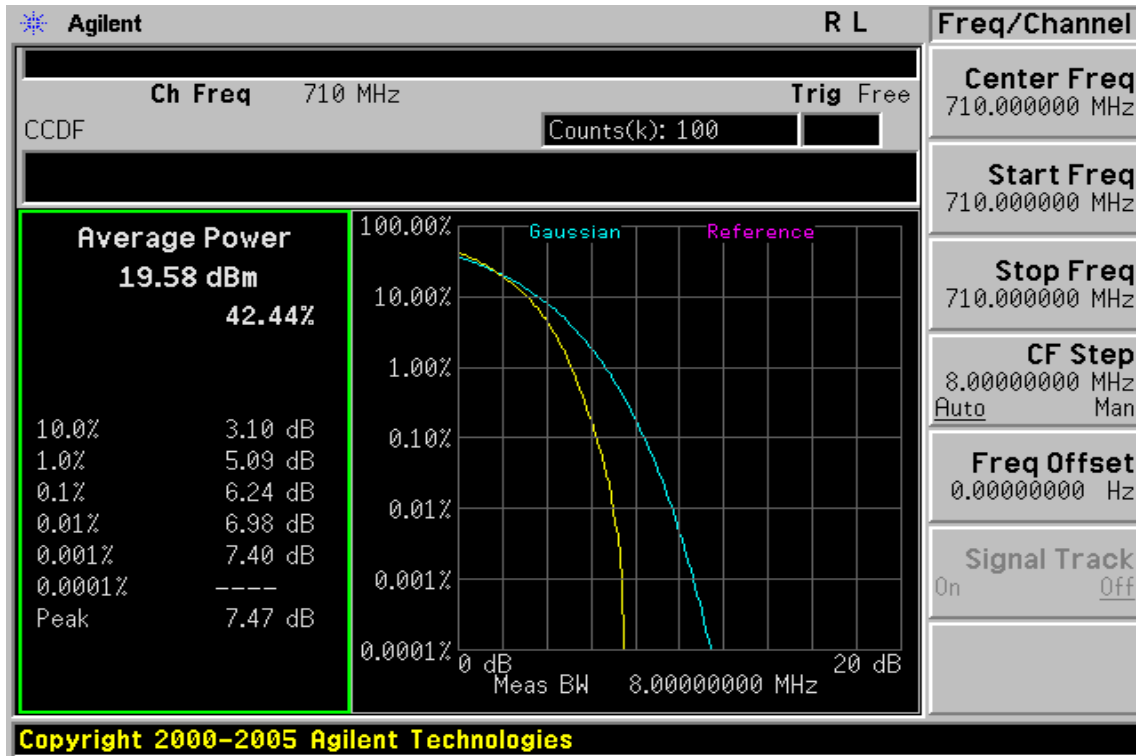 Agilent R L
Ch Freq 710 MHz Trig Free
CCDF Counts(k): 100
Average Power
19.58 dBm
42.44%
10.0% 3.10 dB
1.0% 5.09 dB
0.1% 6.24 dB
0.01% 6.98 dB
0.001% 7.40 dB
0.0001% ----
Peak 7.47 dB
Gaussian Reference
100.00%
10.00%
1.00%
0.10%
0.01%
0.001%
0.0001%
0 dB 20 dB
Meas BW 8.00000000 MHz
Freq/Channel
Center Freq
710.000000 MHz
Start Freq
710.000000 MHz
Stop Freq
710.000000 MHz
CF Step
8.00000000 MHz
Auto Man
Freq Offset
0.00000000 Hz
Signal Track
On Off
Copyright 2000-2005 Agilent Technologies